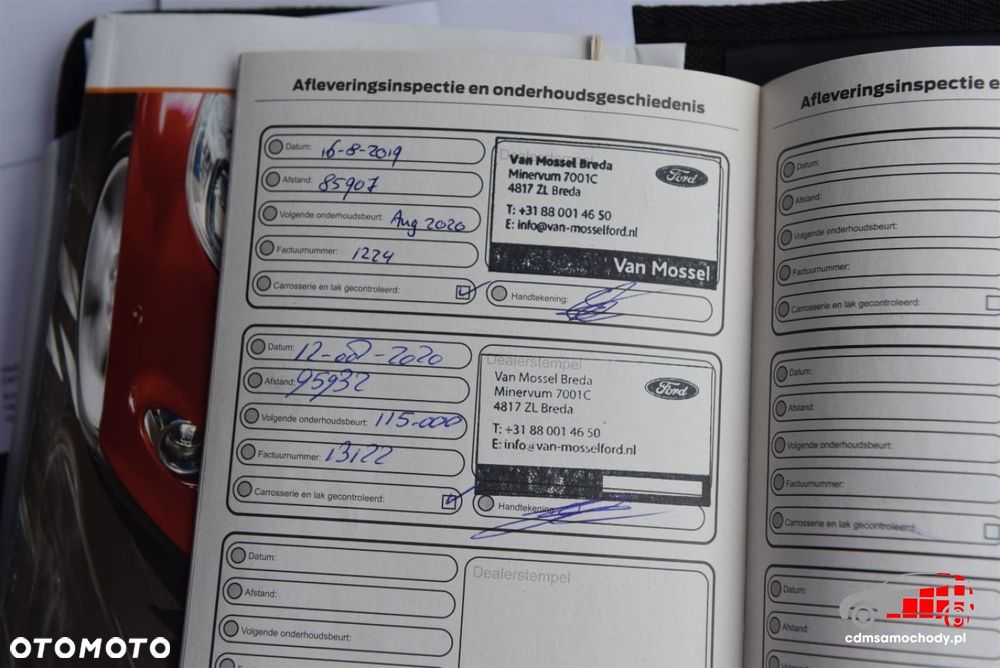 Afleveringsinspectie en onderhoudsgeschiedenis
Datum: 16-8-2019
Afstand: 85907
Volgende onderhoudsbeurt: Aug 2020
Factuurnummer: 1224
Carrosserie en lak gecontroleerd:
Van Mossel Breda
Minervum 7001C
4817 ZL Breda
T: +31 88 001 46 50
E: info@van-mosselford.nl
Ford
Van Mossel
Handtekening:
Datum: 12-2020
Afstand: 95932
Volgende onderhoudsbeurt: 115-000
Factuurnummer: 13122
Carrosserie en lak gecontroleerd:
Dealerstempel
Van Mossel Breda
Minervum 7001C
4817 ZL Breda
T: +31 88 001 46 50
E: info@van-mosselford.nl
Ford
Handtekening:
Datum:
Afstand:
Volgende onderhoudsbeurt:
Dealerstempel
Afleveringsinspectie e
Datum:
Afstand:
Volgende onderhoudsbeurt:
Factuurnummer:
Carrosserie en lak gecontroleerd:
Datum:
Afstand:
Volgende onderhoudsbeurt:
Factuurnummer:
Carrosserie en lak gecontroleerd:
Datum:
Afstand:
OTOMOTO
cdmsamochody.pl